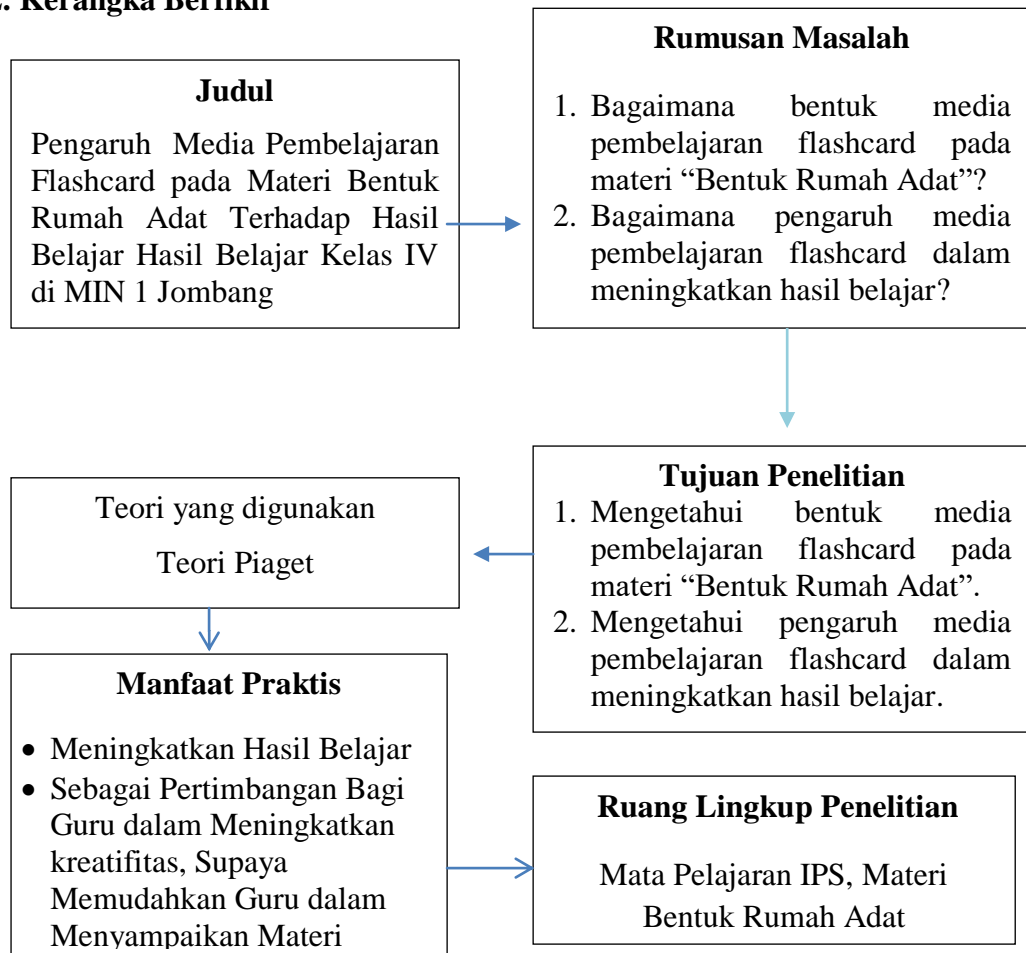 2. Kerangka Berfikir
Judul
Pengaruh Media Pembelajaran
Flashcard pada Materi Bentuk
Rumah Adat Terhadap Hasil
Belajar Hasil Belajar Kelas IV
di MIN 1 Jombang
Rumusan Masalah
1. Bagaimana bentuk media
pembelajaran flashcard pada
materi “Bentuk Rumah Adat”?
2. Bagaimana pengaruh media
pembelajaran flashcard dalam
meningkatkan hasil belajar?
Tujuan Penelitian
1. Mengetahui bentuk media
pembelajaran flashcard pada
materi “Bentuk Rumah Adat”.
2. Mengetahui pengaruh media
pembelajaran flashcard dalam
meningkatkan hasil belajar.
Teori yang digunakan
Teori Piaget
Manfaat Praktis
• Meningkatkan Hasil Belajar
• Sebagai Pertimbangan Bagi
Guru dalam Meningkatkan
kreatifitas, Supaya
Memudahkan Guru dalam
Menyampaikan Materi
Ruang Lingkup Penelitian
Mata Pelajaran IPS, Materi
Bentuk Rumah Adat